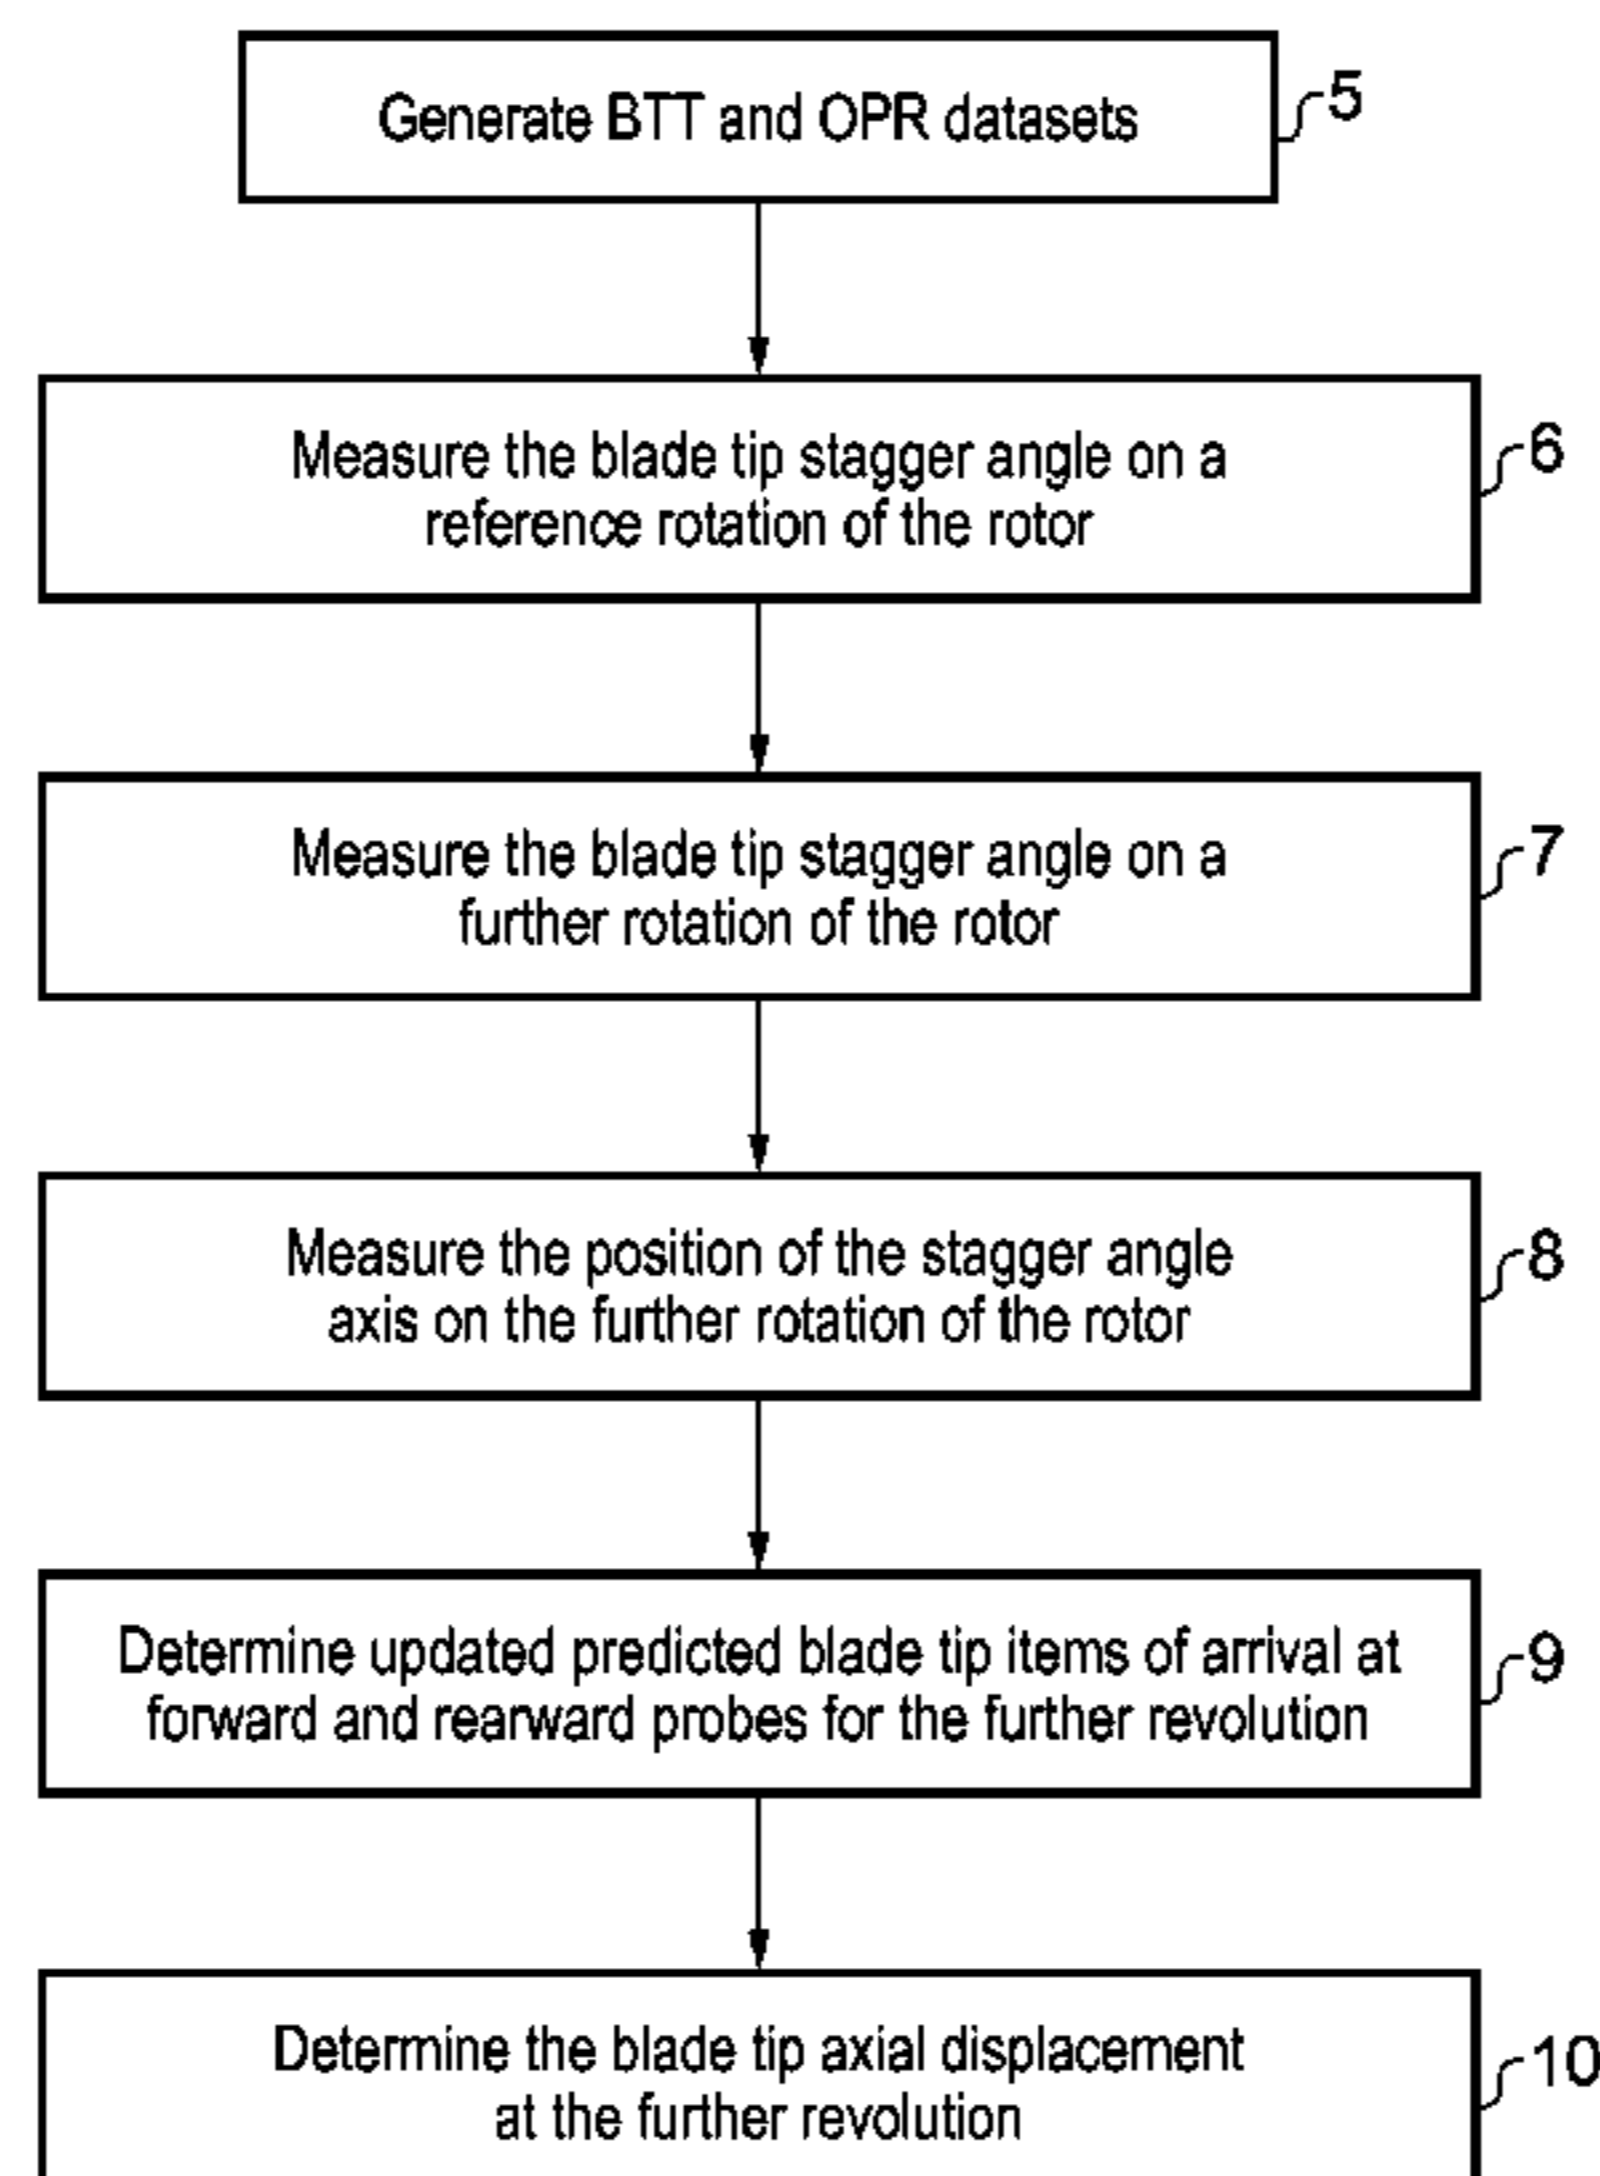 Generate BTT and OPR datasets
5
Measure the blade tip stagger angle on a
reference rotation of the rotor
6
Measure the blade tip stagger angle on a
further rotation of the rotor
7
Measure the position of the stagger angle
axis on the further rotation of the rotor
8
Determine updated predicted blade tip items of arrival at
forward and rearward probes for the further revolution
9
Determine the blade tip axial displacement
at the further revolution
10